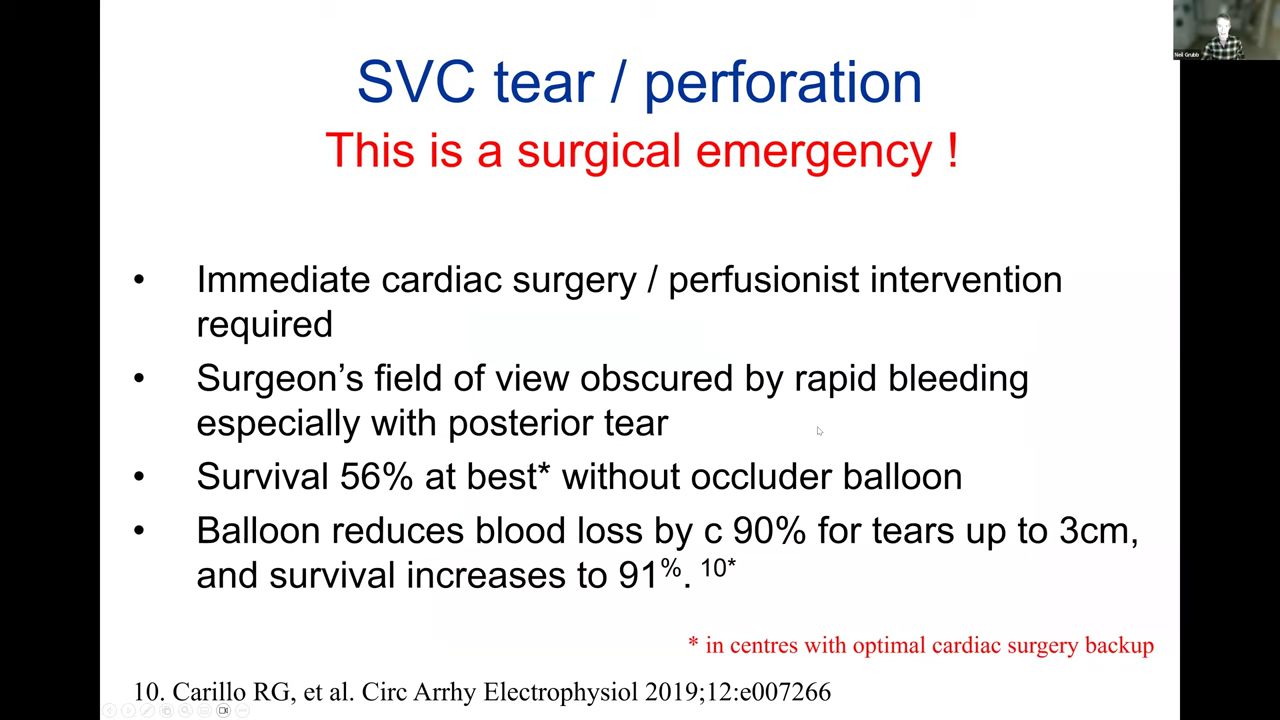 Neil Grubb
SVC tear / perforation
This is a surgical emergency !
• Immediate cardiac surgery / perfusionist intervention
required
• Surgeon’s field of view obscured by rapid bleeding
especially with posterior tear
• Survival 56% at best* without occluder balloon
• Balloon reduces blood loss by c 90% for tears up to 3cm,
and survival increases to 91%. 10*
* in centres with optimal cardiac surgery backup
10. Carillo RG, et al. Circ Arrhy Electrophysiol 2019;12:e007266